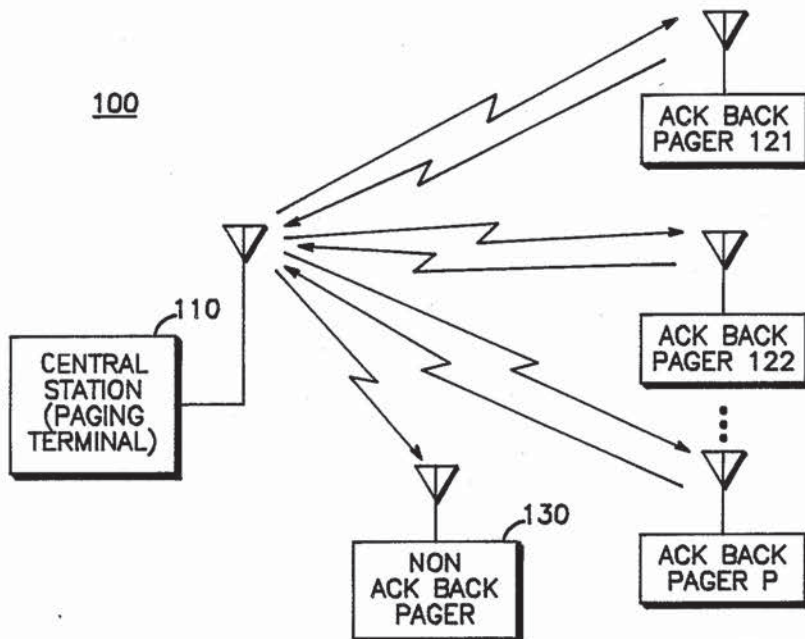 100
ACK BACK
PAGER 121
110
CENTRAL
STATION
(PAGING
TERMINAL)
ACK BACK
PAGER 122
130
NON
ACK BACK
PAGER
ACK BACK
PAGER P